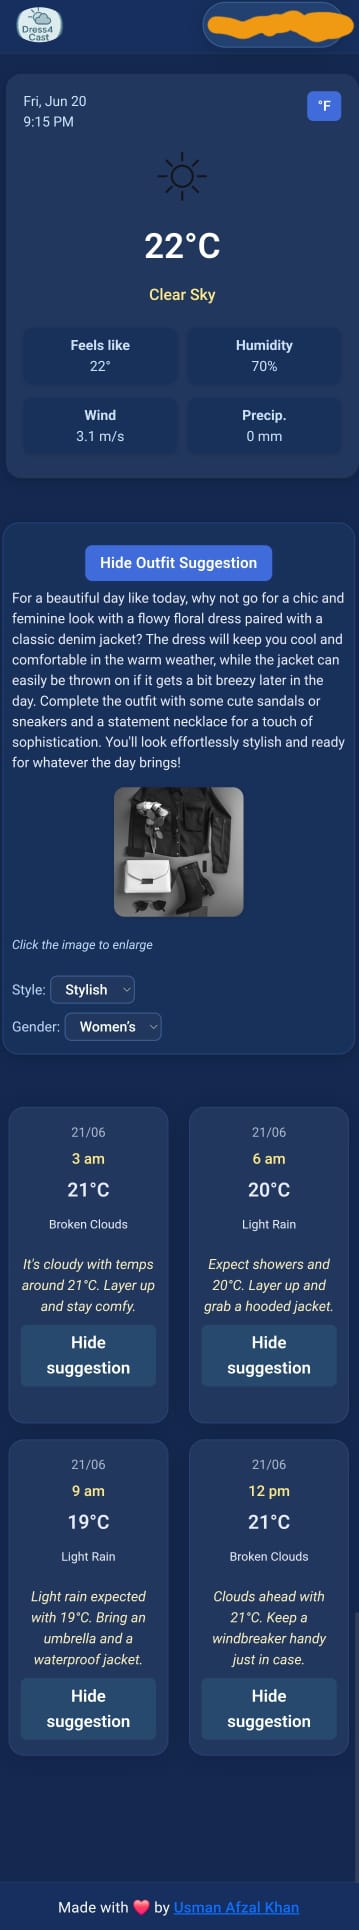 Dress4
Cast
Fri, Jun 20
9:15 PM
°F
22°C
Clear Sky
Feels like
22°
Humidity
70%
Wind
3.1 m/s
Precip.
0 mm
Hide Outfit Suggestion
For a beautiful day like today, why not go for a chic and
feminine look with a flowy floral dress paired with a
classic denim jacket? The dress will keep you cool and
comfortable in the warm weather, while the jacket can
easily be thrown on if it gets a bit breezy later in the
day. Complete the outfit with some cute sandals or
sneakers and a statement necklace for a touch of
sophistication. You'll look effortlessly stylish and ready
for whatever the day brings!
Click the image to enlarge
Style: Stylish
Gender: Women's
21/06
3 am
21°C
Broken Clouds
It's cloudy with temps
around 21°C. Layer up
and stay comfy.
Hide
suggestion
21/06
6 am
20°C
Light Rain
Expect showers and
20°C. Layer up and
grab a hooded jacket.
Hide
suggestion
21/06
9 am
19°C
Light Rain
Light rain expected
with 19°C. Bring an
umbrella and a
waterproof jacket.
Hide
suggestion
21/06
12 pm
21°C
Broken Clouds
Clouds ahead with
21°C. Keep a
windbreaker handy
just in case.
Hide
suggestion
Made with ❤️ by Usman Afzal Khan